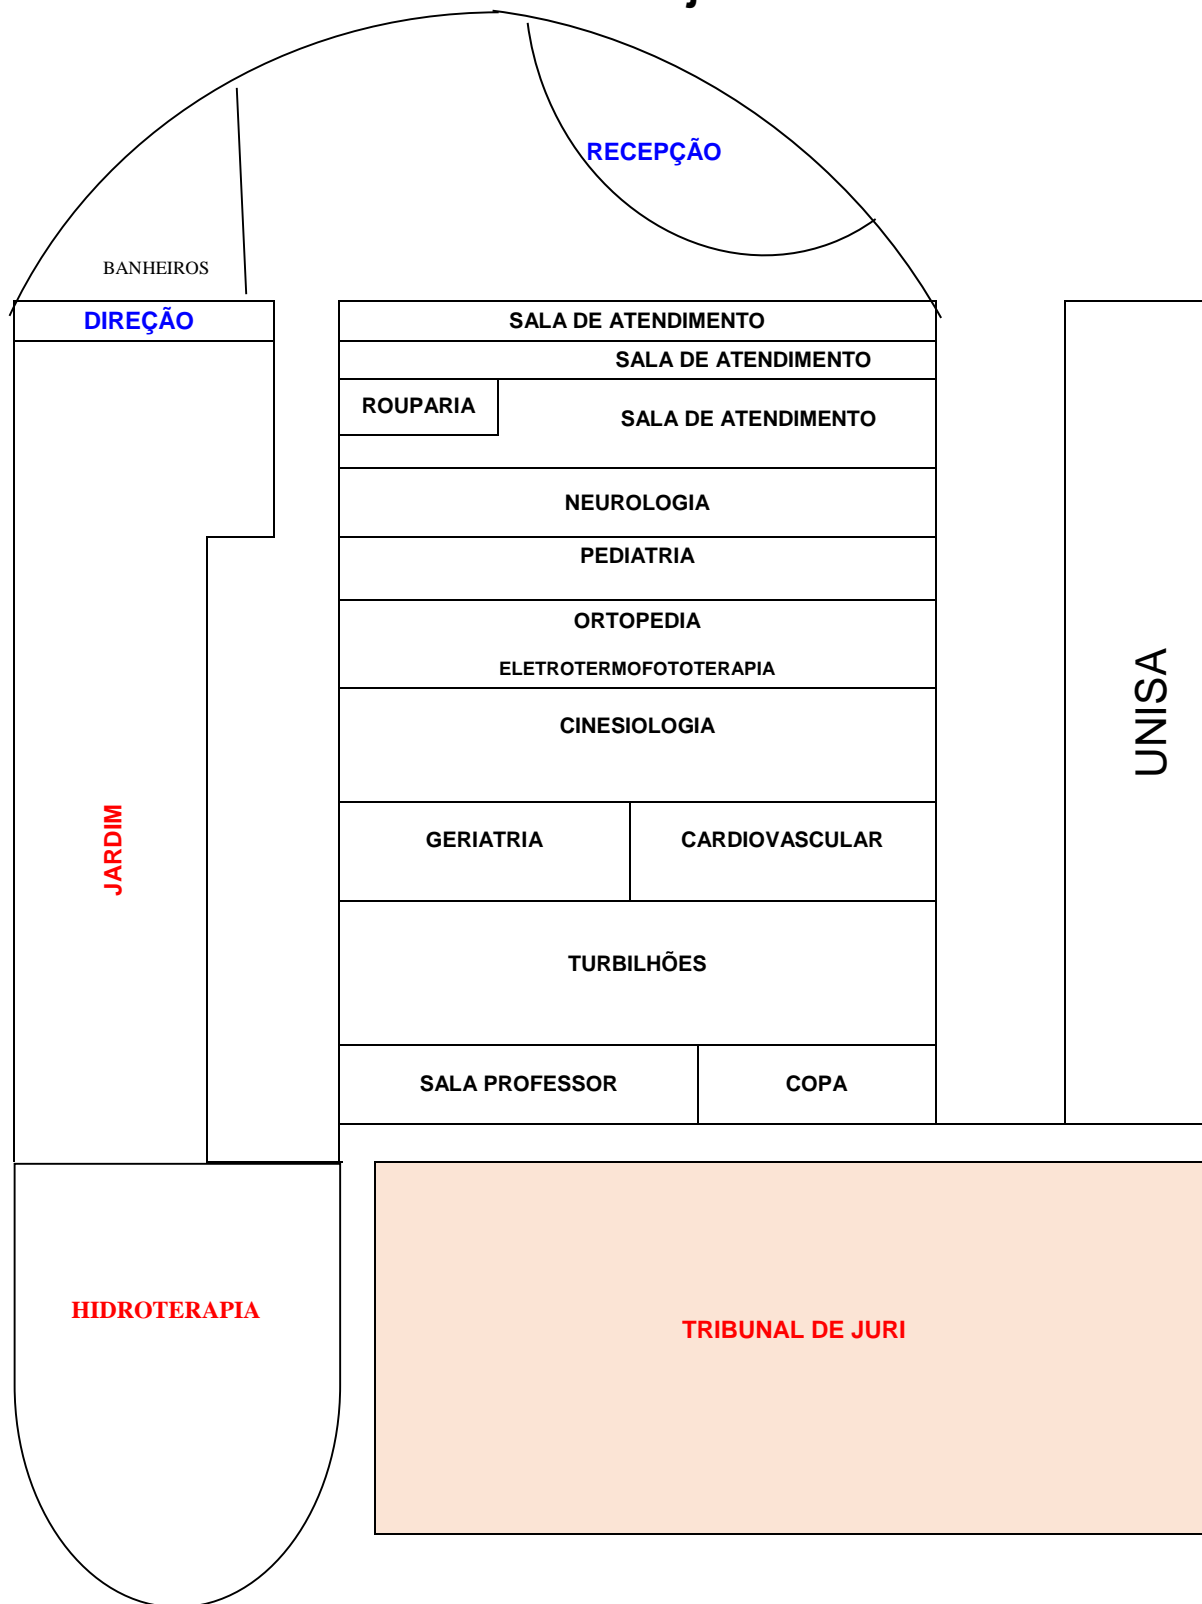 RECEPÇÃO
BANHEIROS
DIREÇÃO
SALA DE ATENDIMENTO
SALA DE ATENDIMENTO
ROUPARIA
SALA DE ATENDIMENTO
NEUROLOGIA
PEDIATRIA
ORTOPEDIA
ELETROTERMOFOTOTERAPIA
CINESIOLOGIA
UNISA
JARDIM
GERIATRIA
CARDIOVASCULAR
TURBILHÕES
SALA PROFESSOR
COPA
HIDROTERAPIA
TRIBUNAL DE JURI